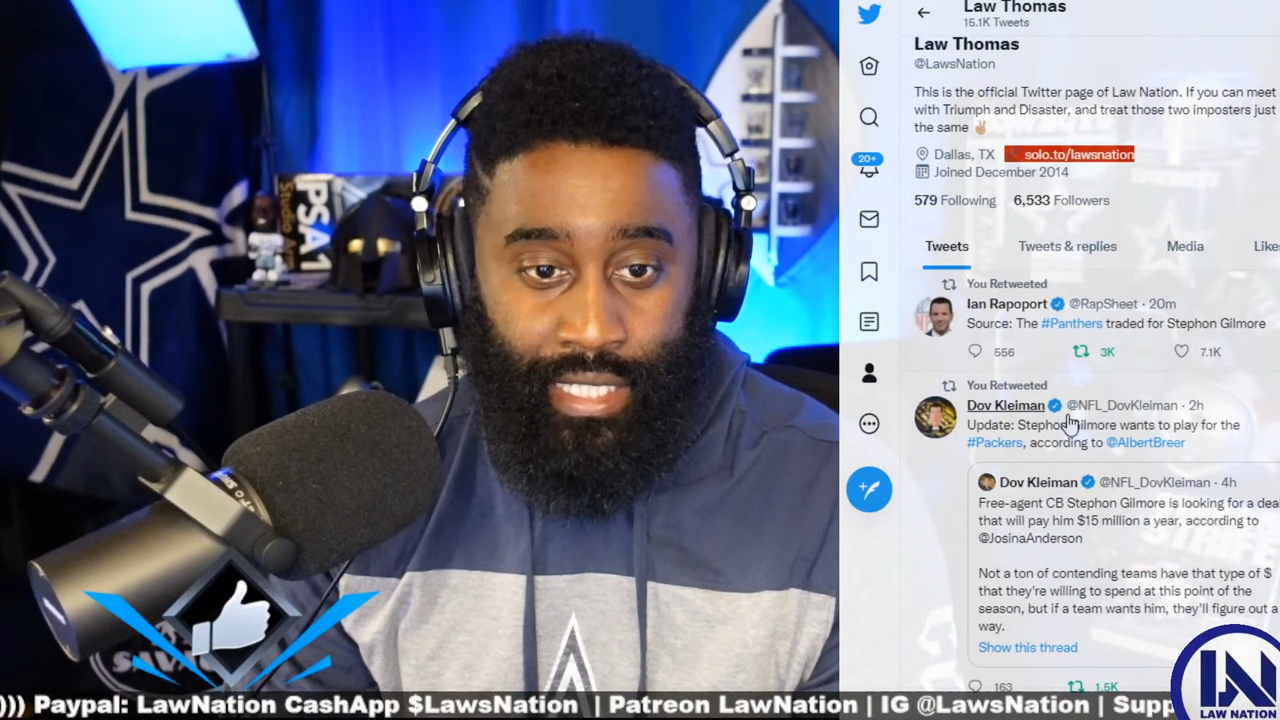 Law Thomas
15.1K Tweets
Law Thomas
@LawsNation
This is the official Twitter page of Law Nation. If you can meet
with Triumph and Disaster, and treat those two imposters just
the same
Dallas, TX solo.to/lawsnation
Joined December 2014
579 Following 6,533 Followers
Tweets Tweets & replies Media Like
20+
You Retweeted
Ian Rapoport @RapSheet · 20m
Source: The #Panthers traded for Stephon Gilmore
556 3K 7.1K
You Retweeted
Dov Kleiman @NFL_DovKleiman · 2h
Update: Stephon Gilmore wants to play for the
#Packers, according to @AlbertBreer
Dov Kleiman @NFL_DovKleiman · 4h
Free-agent CB Stephon Gilmore is looking for a dea
that will pay him $15 million a year, according to
@JosinaAnderson
Not a ton of contending teams have that type of $
that they're willing to spend at this point of the
season, but if a team wants him, they'll figure out a
way.
Show this thread
163 1.5K
PSA1
Studio
SAVA
LN
LAW NATION
))) Paypal: LawNation CashApp $LawsNation | Patreon LawNation | IG @LawsNation | Supp